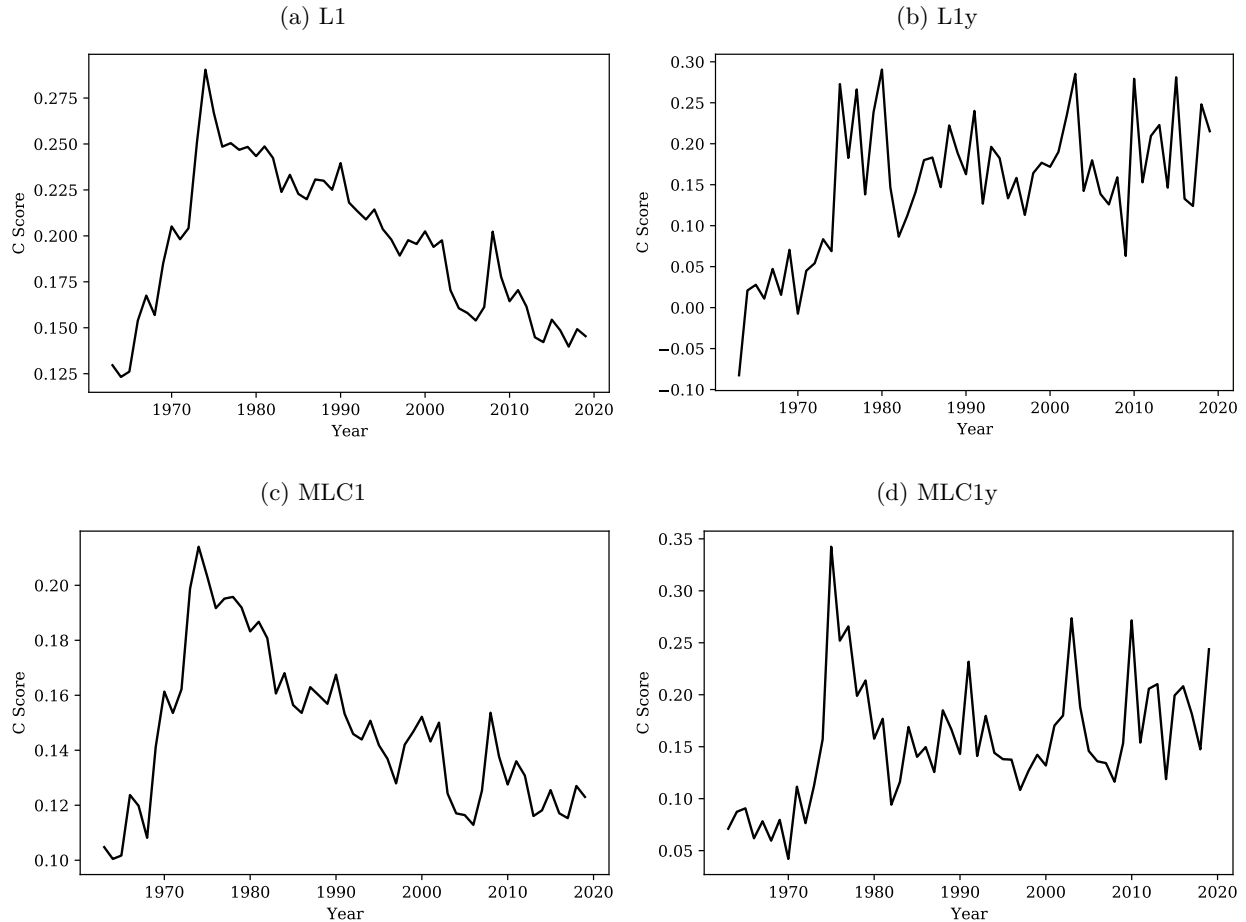 (a) L1
0.275
0.250
0.225
0.200
0.175
0.150
0.125
C Score
1970 1980 1990 2000 2010 2020
Year
(b) L1y
0.30
0.25
0.20
0.15
0.10
0.05
0.00
−0.05
−0.10
C Score
1970 1980 1990 2000 2010 2020
Year
(c) MLC1
0.20
0.18
0.16
0.14
0.12
0.10
C Score
1970 1980 1990 2000 2010 2020
Year
(d) MLC1y
0.35
0.30
0.25
0.20
0.15
0.10
0.05
C Score
1970 1980 1990 2000 2010 2020
Year